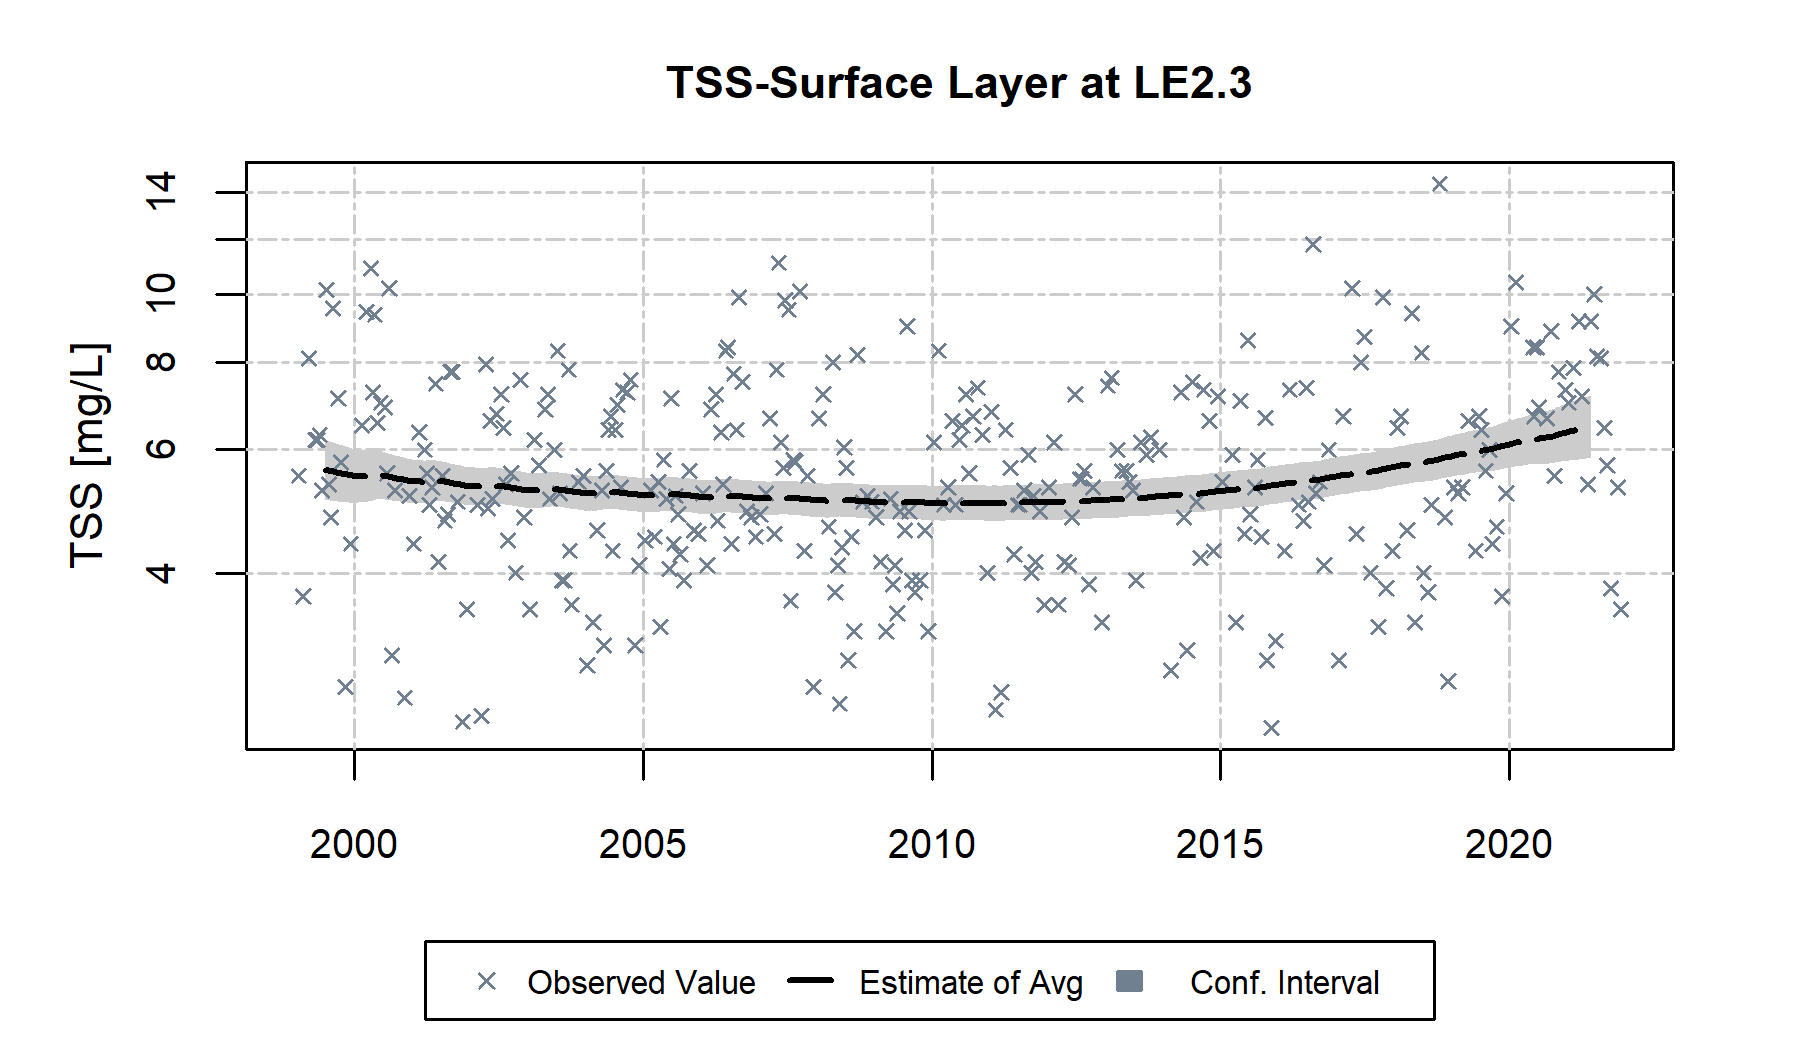 TSS-Surface Layer at LE2.3
TSS [mg/L]
14
10
8
6
4
2000 2005 2010 2015 2020
Observed Value Estimate of Avg Conf. Interval